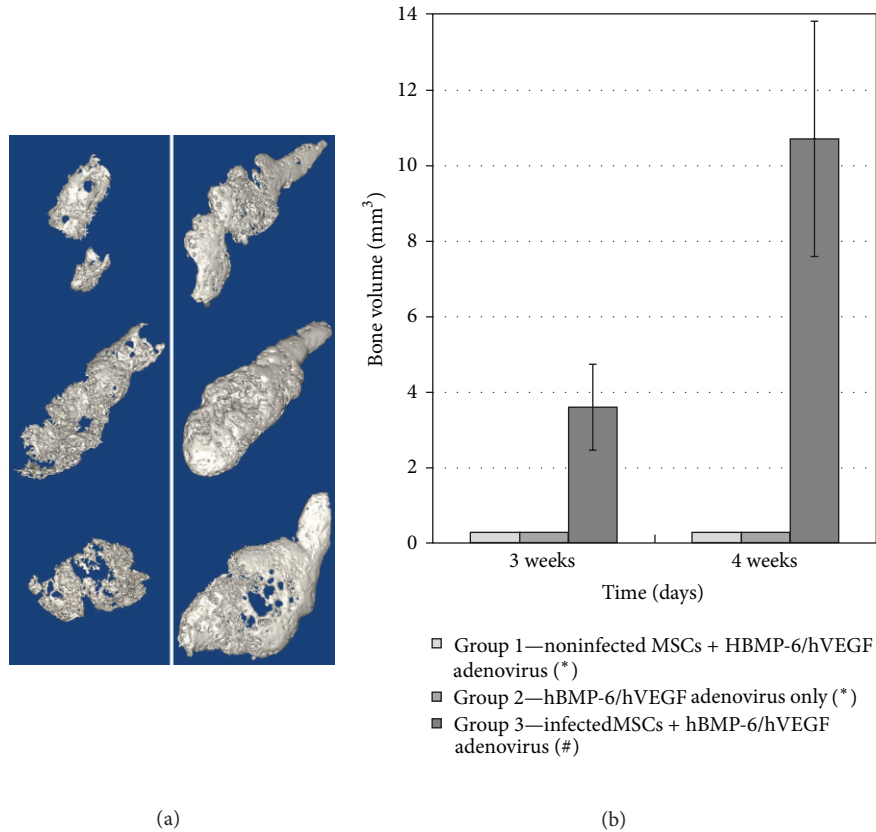 14
12
10
8
6
4
2
0
Bone volume (mm³)
3 weeks
4 weeks
Time (days)
Group 1—noninfected MSCs + HBMP-6/hVEGF
adenovirus (*)
Group 2—hBMP-6/hVEGF adenovirus only (*)
Group 3—infectedMSCs + hBMP-6/hVEGF
adenovirus (#)
(a)
(b)